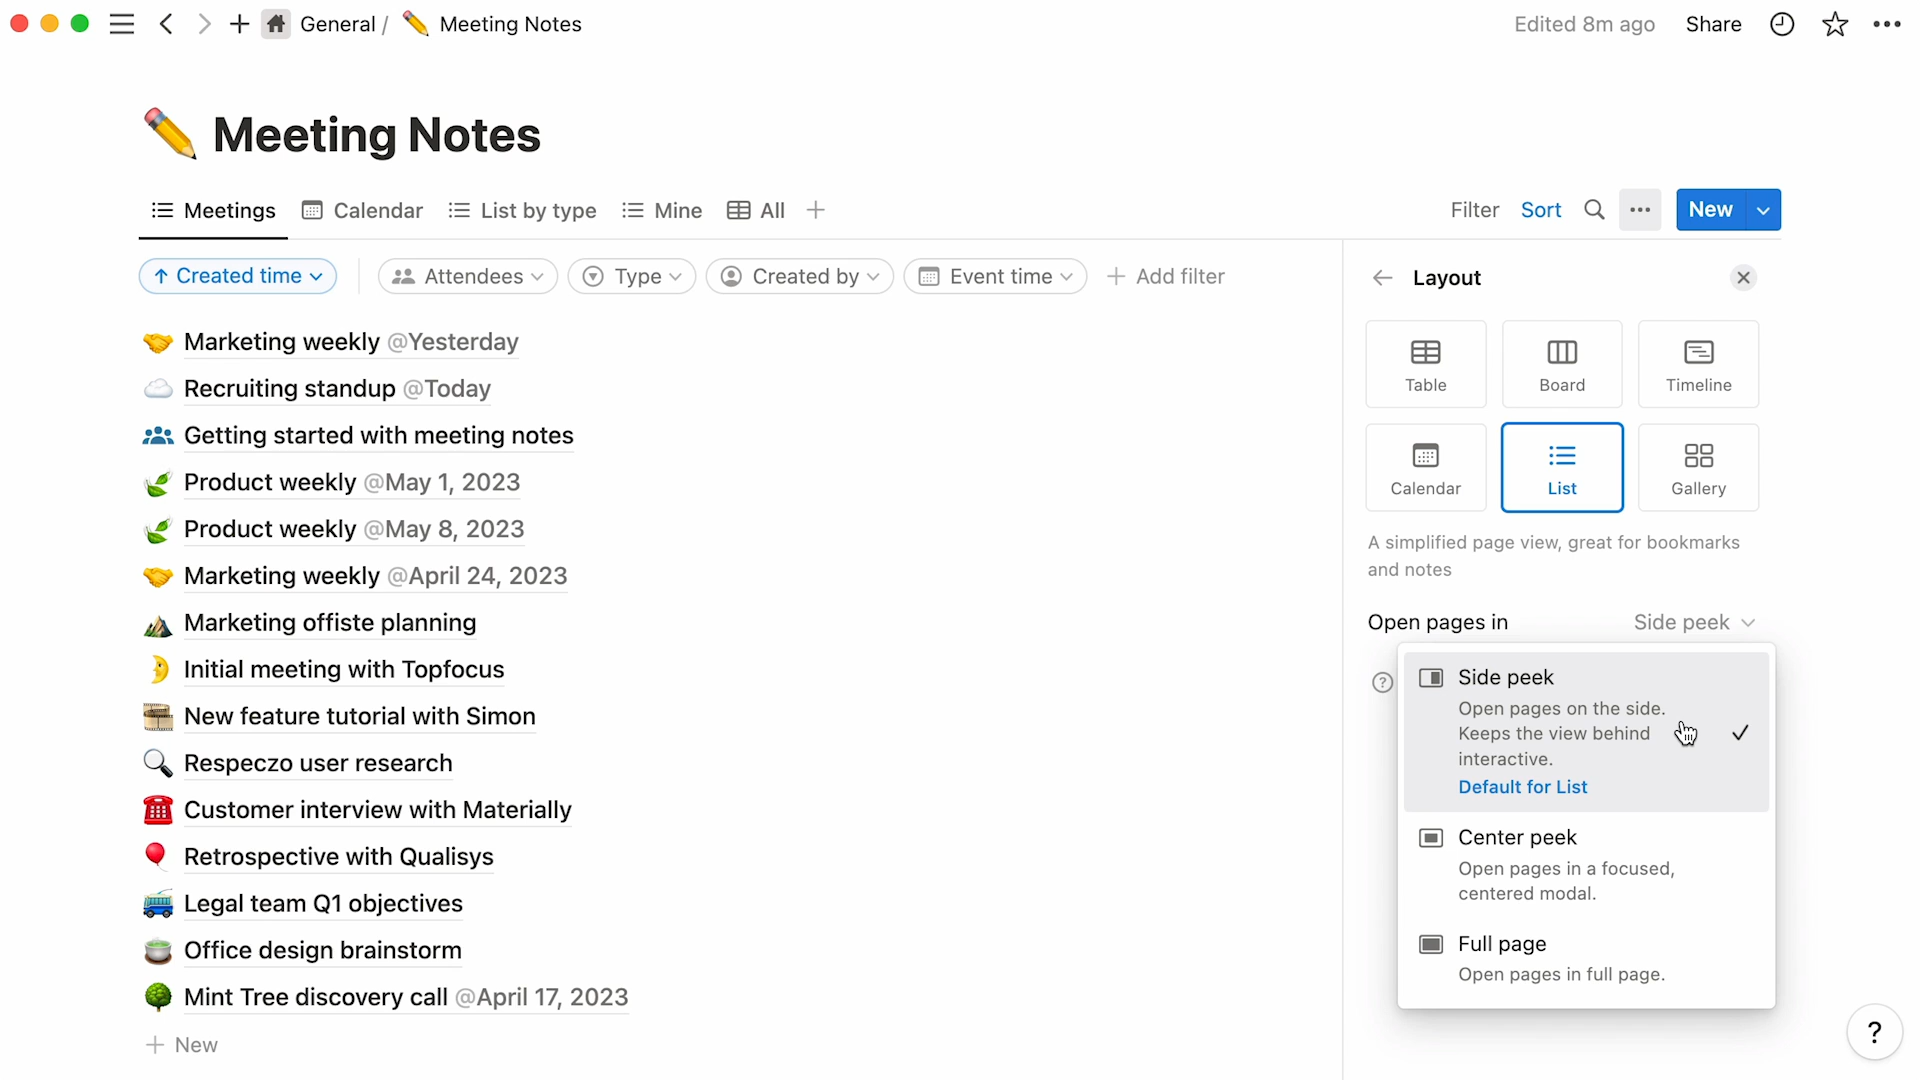 General / Meeting Notes
Edited 8m ago
Share
Meeting Notes
Meetings
Calendar
List by type
Mine
All
Filter
Sort
New
Created time
Attendees
Type
Created by
Event time
Add filter
Marketing weekly @Yesterday
Recruiting standup @Today
Getting started with meeting notes
Product weekly @May 1, 2023
Product weekly @May 8, 2023
Marketing weekly @April 24, 2023
Marketing offiste planning
Initial meeting with Topfocus
New feature tutorial with Simon
Respeczo user research
Customer interview with Materially
Retrospective with Qualisys
Legal team Q1 objectives
Office design brainstorm
Mint Tree discovery call @April 17, 2023
New
Layout
Table
Board
Timeline
Calendar
List
Gallery
A simplified page view, great for bookmarks
and notes
Open pages in
Side peek
Side peek
Open pages on the side.
Keeps the view behind
interactive.
Default for List
Center peek
Open pages in a focused,
centered modal.
Full page
Open pages in full page.
?
?